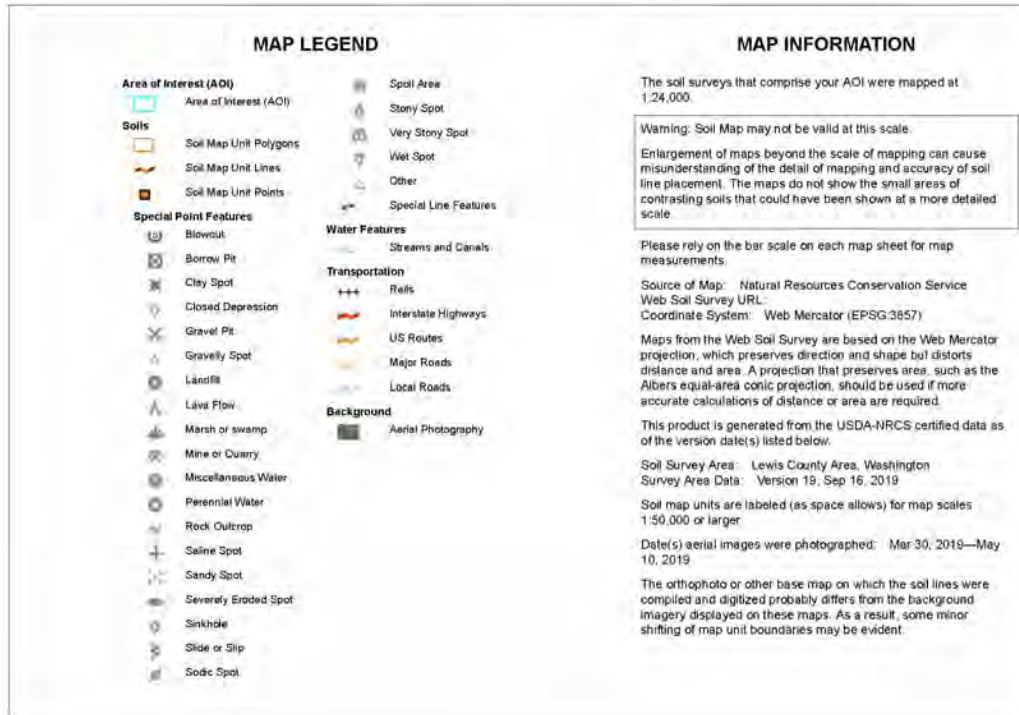 MAP LEGEND
Area of Interest (AOI)
Area of Interest (AOI)
Soils
Soil Map Unit Polygons
Soil Map Unit Lines
Soil Map Unit Points
Special Point Features
Blowout
Borrow Pit
Clay Spot
Closed Depression
Gravel Pit
Gravelly Spot
Landfill
Lava Flow
Marsh or swamp
Mine or Quarry
Miscellaneous Water
Perennial Water
Rock Outcrop
Saline Spot
Sandy Spot
Severely Eroded Spot
Sinkhole
Slide or Slip
Sodic Spot
Spoil Area
Stony Spot
Very Stony Spot
Wet Spot
Other
Special Line Features
Water Features
Streams and Canals
Transportation
Rails
Interstate Highways
US Routes
Major Roads
Local Roads
Background
Aerial Photography
MAP INFORMATION
The soil surveys that comprise your AOI were mapped at
1:24,000.
Warning: Soil Map may not be valid at this scale.
Enlargement of maps beyond the scale of mapping can cause
misunderstanding of the detail of mapping and accuracy of soil
line placement. The maps do not show the small areas of
contrasting soils that could have been shown at a more detailed
scale.
Please rely on the bar scale on each map sheet for map
measurements.
Source of Map: Natural Resources Conservation Service
Web Soil Survey URL:
Coordinate System: Web Mercator (EPSG:3857)
Maps from the Web Soil Survey are based on the Web Mercator
projection, which preserves direction and shape but distorts
distance and area. A projection that preserves area, such as the
Albers equal-area conic projection, should be used if more
accurate calculations of distance or area are required.
This product is generated from the USDA-NRCS certified data as
of the version date(s) listed below.
Soil Survey Area: Lewis County Area, Washington
Survey Area Data: Version 19, Sep 16, 2019
Soil map units are labeled (as space allows) for map scales
1:50,000 or larger.
Date(s) aerial images were photographed: Mar 30, 2019—May
10, 2019
The orthophoto or other base map on which the soil lines were
compiled and digitized probably differs from the background
imagery displayed on these maps. As a result, some minor
shifting of map unit boundaries may be evident.